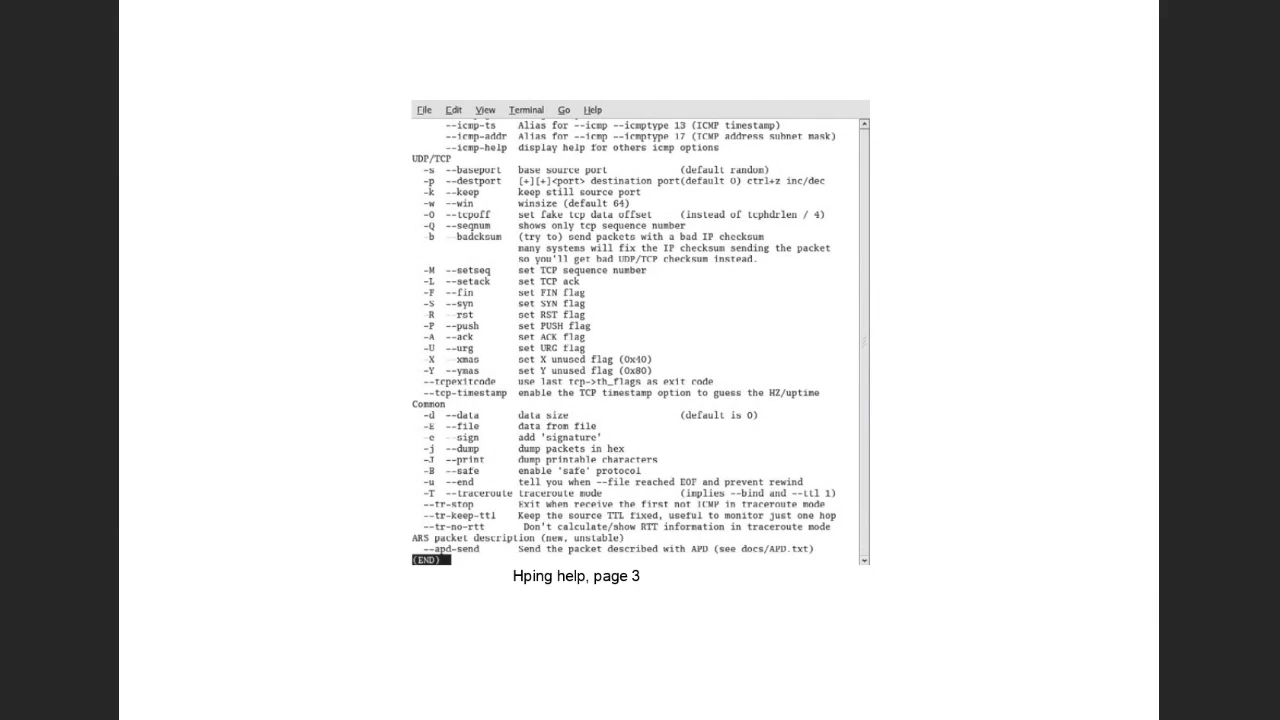 File Edit View Terminal Go Help
--icmp-ts Alias for --icmp --icmptype 13 (ICMP timestamp)
--icmp-addr Alias for --icmp --icmptype 17 (ICMP address subnet mask)
--icmp-help display help for others icmp options
UDP/TCP
-s --baseport base source port (default random)
-p --destport [+][+]<port> destination port(default 0) ctrl+z inc/dec
-k --keep keep still source port
-w --win winsize (default 64)
-O --tcpoff set fake tcp data offset (instead of tcphdrlen / 4)
-Q --seqnum shows only tcp sequence number
-b --badcksum (try to) send packets with a bad IP checksum
many systems will fix the IP checksum sending the packet
so you'll get bad UDP/TCP checksum instead.
-M --setseq set TCP sequence number
-L --setack set TCP ack
-F --fin set FIN flag
-S --syn set SYN flag
-R --rst set RST flag
-P --push set PUSH flag
-A --ack set ACK flag
-U --urg set URG flag
-X --xmas set X unused flag (0x40)
-Y --ymas set Y unused flag (0x80)
--tcpexitcode use last tcp->th_flags as exit code
--tcp-timestamp enable the TCP timestamp option to guess the HZ/uptime
Common
-d --data data size (default is 0)
-E --file data from file
-e --sign add 'signature'
-j --dump dump packets in hex
-J --print dump printable characters
-B --safe enable 'safe' protocol
-u --end tell you when --file reached EOF and prevent rewind
-T --traceroute traceroute mode (implies --bind and --ttl 1)
--tr-stop Exit when receive the first not ICMP in traceroute mode
--tr-keep-ttl Keep the source TTL fixed, useful to monitor just one hop
--tr-no-rtt Don't calculate/show RTT information in traceroute mode
ARS packet description (new, unstable)
--apd-send Send the packet described with APD (see docs/APD.txt)
(END)
Hping help, page 3